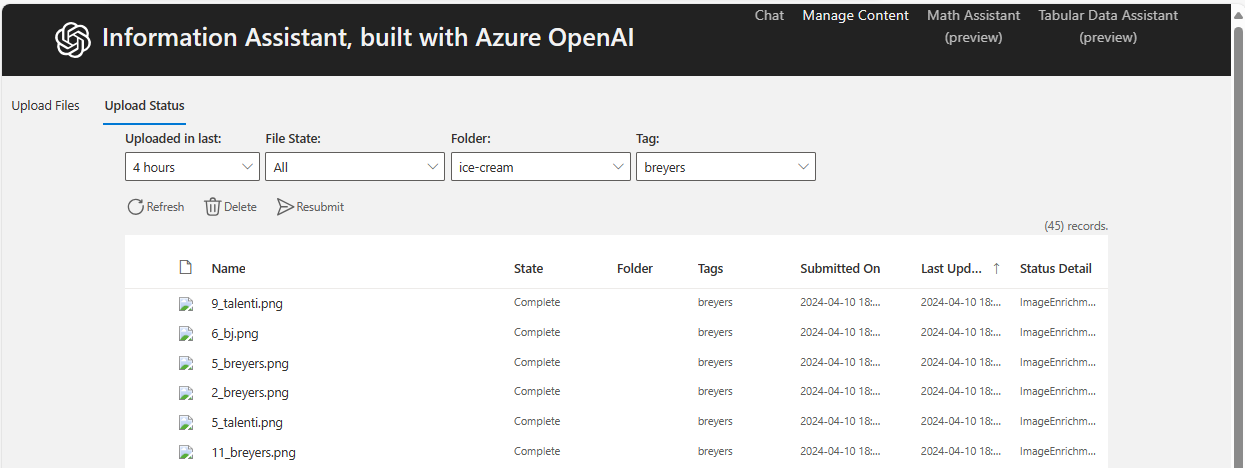 Chat Manage Content Math Assistant (preview) Tabular Data Assistant (preview)
Information Assistant, built with Azure OpenAI
Upload Files Upload Status
Uploaded in last: File State: Folder: Tag:
4 hours All ice-cream breyers
Refresh Delete Resubmit
(45) records.
Name State Folder Tags Submitted On Last Upd... ↑ Status Detail
9_talenti.png Complete breyers 2024-04-10 18:... 2024-04-10 18:... ImageEnrichm...
6_bj.png Complete breyers 2024-04-10 18:... 2024-04-10 18:... ImageEnrichm...
5_breyers.png Complete breyers 2024-04-10 18:... 2024-04-10 18:... ImageEnrichm...
2_breyers.png Complete breyers 2024-04-10 18:... 2024-04-10 18:... ImageEnrichm...
5_talenti.png Complete breyers 2024-04-10 18:... 2024-04-10 18:... ImageEnrichm...
11_breyers.png Complete breyers 2024-04-10 18:... 2024-04-10 18:... ImageEnrichm...